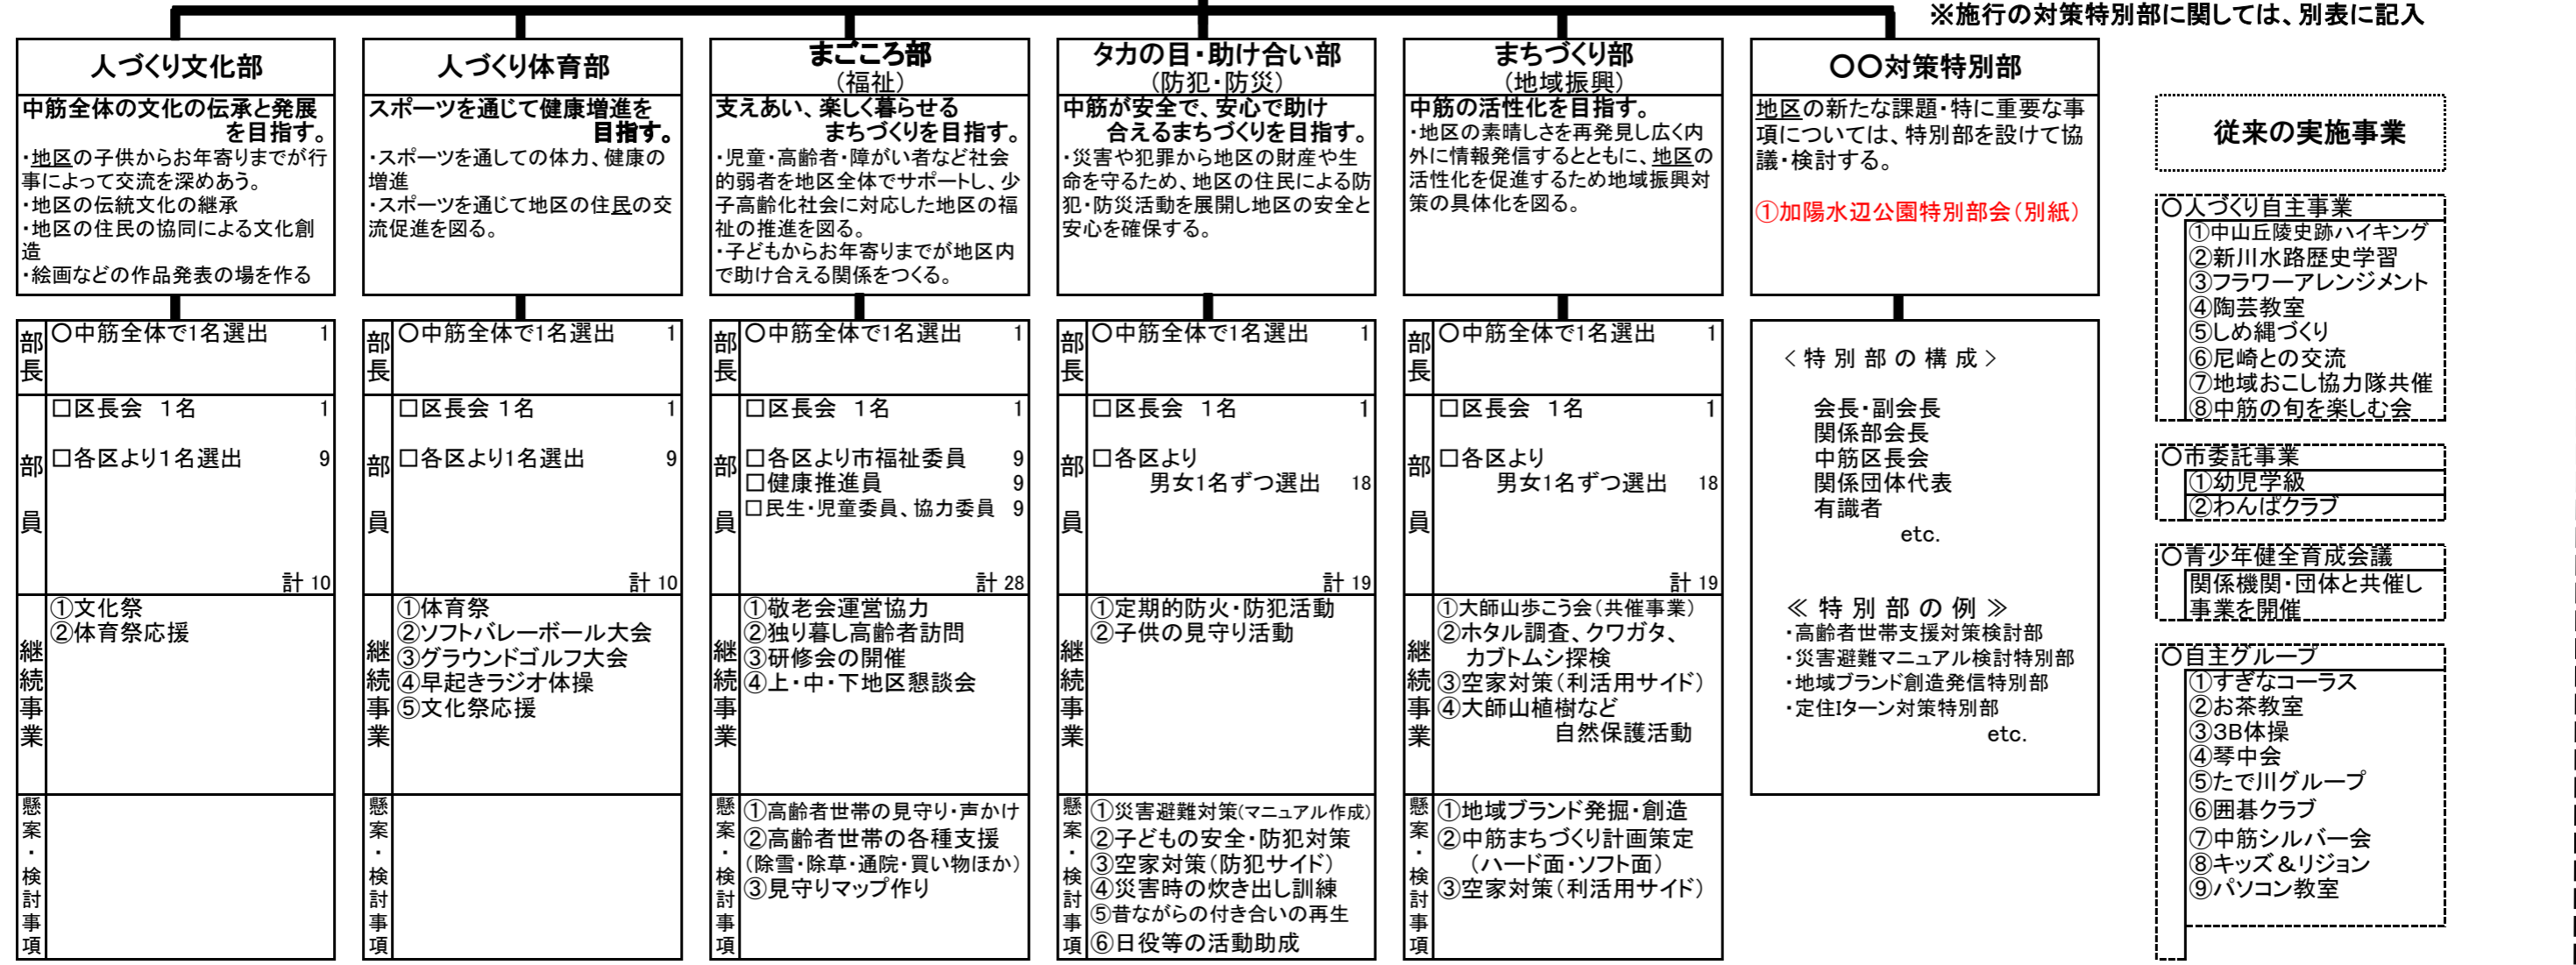 ※施行の対策特別部に関しては、別表に記入
人づくり文化部
中筋全体の文化の伝承と発展
を目指す。
・地区の子供からお年寄りまでが行
事によって交流を深めあう。
・地区の伝統文化の継承
・地区の住民の協同による文化創
造
・絵画などの作品発表の場を作る
部長
〇中筋全体で1名選出 1
部員
□区長会 1名 1
□各区より1名選出 9
計 10
継続事業
①文化祭
②体育祭応援
懸案・検討事項
人づくり体育部
スポーツを通じて健康増進を
目指す。
・スポーツを通しての体力、健康の
増進
・スポーツを通じて地区の住民の交
流促進を図る。
部長
〇中筋全体で1名選出 1
部員
□区長会 1名 1
□各区より1名選出 9
計 10
継続事業
①体育祭
②ソフトバレーボール大会
③グラウンドゴルフ大会
④早起きラジオ体操
⑤文化祭応援
懸案・検討事項
まごころ部
(福祉)
支えあい、楽しく暮らせる
まちづくりを目指す。
・児童・高齢者・障がい者など社会
的弱者を地区全体でサポートし、少
子高齢化社会に対応した地区の福
祉の推進を図る。
・子どもからお年寄りまでが地区内
で助け合える関係をつくる。
部長
〇中筋全体で1名選出 1
部員
□区長会 1名 1
□各区より市福祉委員 9
□健康推進員 9
□民生・児童委員、協力委員 9
計 28
継続事業
①敬老会運営協力
②独り暮し高齢者訪問
③研修会の開催
④上・中・下地区懇談会
懸案・検討事項
①高齢者世帯の見守り・声かけ
②高齢者世帯の各種支援
(除雪・除草・通院・買い物ほか)
③見守りマップ作り
タカの目・助け合い部
(防犯・防災)
中筋が安全で、安心で助け
合えるまちづくりを目指す。
・災害や犯罪から地区の財産や生
命を守るため、地区の住民による防
犯・防災活動を展開し地区の安全と
安心を確保する。
部長
〇中筋全体で1名選出 1
部員
□区長会 1名 1
□各区より
男女1名ずつ選出 18
計 19
継続事業
①定期的防火・防犯活動
②子供の見守り活動
懸案・検討事項
①災害避難対策(マニュアル作成)
②子どもの安全・防犯対策
③空家対策(防犯サイド)
④災害時の炊き出し訓練
⑤昔ながらの付き合いの再生
⑥日役等の活動助成
まちづくり部
(地域振興)
中筋の活性化を目指す。
・地区の素晴しさを再発見し広く内
外に情報発信するとともに、地区の
活性化を促進するため地域振興対
策の具体化を図る。
部長
〇中筋全体で1名選出 1
部員
□区長会 1名 1
□各区より
男女1名ずつ選出 18
計 19
継続事業
①大師山歩こう会(共催事業)
②ホタル調査、クワガタ、
カブトムシ探検
③空家対策(利活用サイド)
④大師山植樹など
自然保護活動
懸案・検討事項
①地域ブランド発掘・創造
②中筋まちづくり計画策定
(ハード面・ソフト面)
③空家対策(利活用サイド)
〇〇対策特別部
地区の新たな課題・特に重要な事
項については、特別部を設けて協
議・検討する。
①加陽水辺公園特別部会(別紙)
<特別部の構成>
会長・副会長
関係部会長
中筋区長会
関係団体代表
有識者
etc.
≪特別部の例≫
・高齢者世帯支援対策検討部
・災害避難マニュアル検討特別部
・地域ブランド創造発信特別部
・定住Iターン対策特別部
etc.
従来の実施事業
〇人づくり自主事業
①中山丘陵史跡ハイキング
②新川水路歴史学習
③フラワーアレンジメント
④陶芸教室
⑤しめ縄づくり
⑥尼崎との交流
⑦地域おこし協力隊共催
⑧中筋の旬を楽しむ会
〇市委託事業
①幼児学級
②わんぱクラブ
〇青少年健全育成会議
関係機関・団体と共催し
事業を開催
〇自主グループ
①すぎなコーラス
②お茶教室
③3B体操
④琴中会
⑤たで川グループ
⑥囲碁クラブ
⑦中筋シルバー会
⑧キッズ&リジョン
⑨パソコン教室